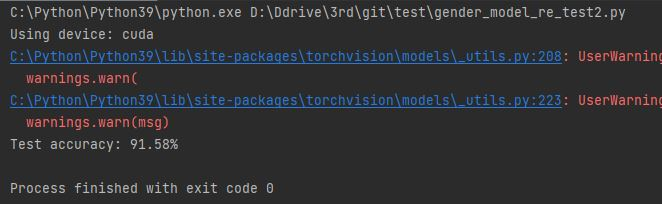 C:\Python\Python39\python.exe D:\Ddrive\3rd\git\test\gender_model_re_test2.py
Using device: cuda
C:\Python\Python39\lib\site-packages\torchvision\models\_utils.py:208: UserWarning
warnings.warn(
C:\Python\Python39\lib\site-packages\torchvision\models\_utils.py:223: UserWarning
warnings.warn(msg)
Test accuracy: 91.58%
Process finished with exit code 0